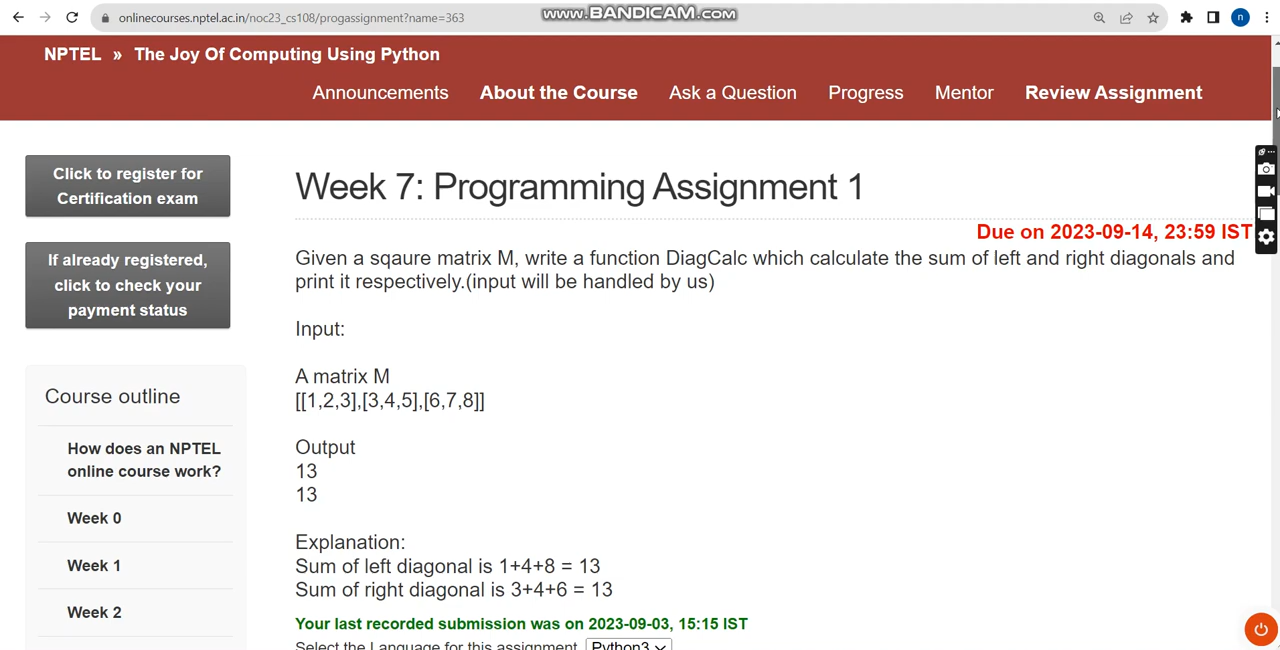 onlinecourses.nptel.ac.in/noc23_cs108/progassignment?name=363
www.BANDICAM.com
n
NPTEL » The Joy Of Computing Using Python
Announcements About the Course Ask a Question Progress Mentor Review Assignment
Click to register for
Certification exam
If already registered,
click to check your
payment status
Course outline
How does an NPTEL
online course work?
Week 0
Week 1
Week 2
Week 7: Programming Assignment 1
Due on 2023-09-14, 23:59 IST
Given a sqaure matrix M, write a function DiagCalc which calculate the sum of left and right diagonals and
print it respectively.(input will be handled by us)
Input:
A matrix M
[[1,2,3],[3,4,5],[6,7,8]]
Output
13
13
Explanation:
Sum of left diagonal is 1+4+8 = 13
Sum of right diagonal is 3+4+6 = 13
Your last recorded submission was on 2023-09-03, 15:15 IST
Select the Language for this assignment. Python3